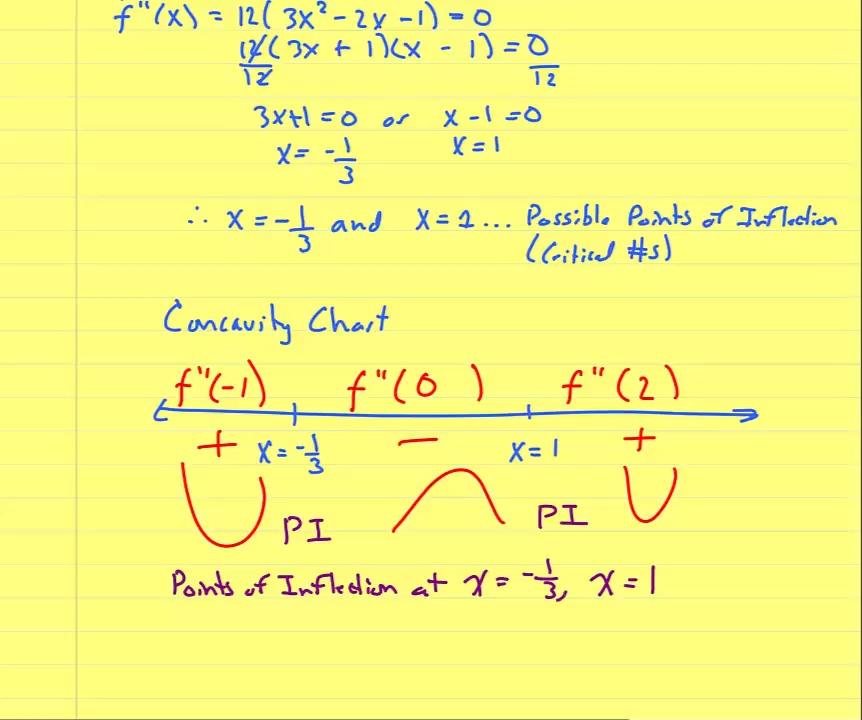 f''(x) = 12(3x² - 2x - 1) = 0
12(3x + 1)(x - 1) = 0
12 12
3x+1 = 0 or x - 1 = 0
x = -1/3 x = 1
∴ x = -1/3 and x = 1 ... Possible Points of Inflection
(Critical #s)
Concavity Chart
f''(-1) f''(0) f''(2)
+ x = -1/3 - x = 1 +
PI PI
Points of Inflection at x = -1/3, x = 1